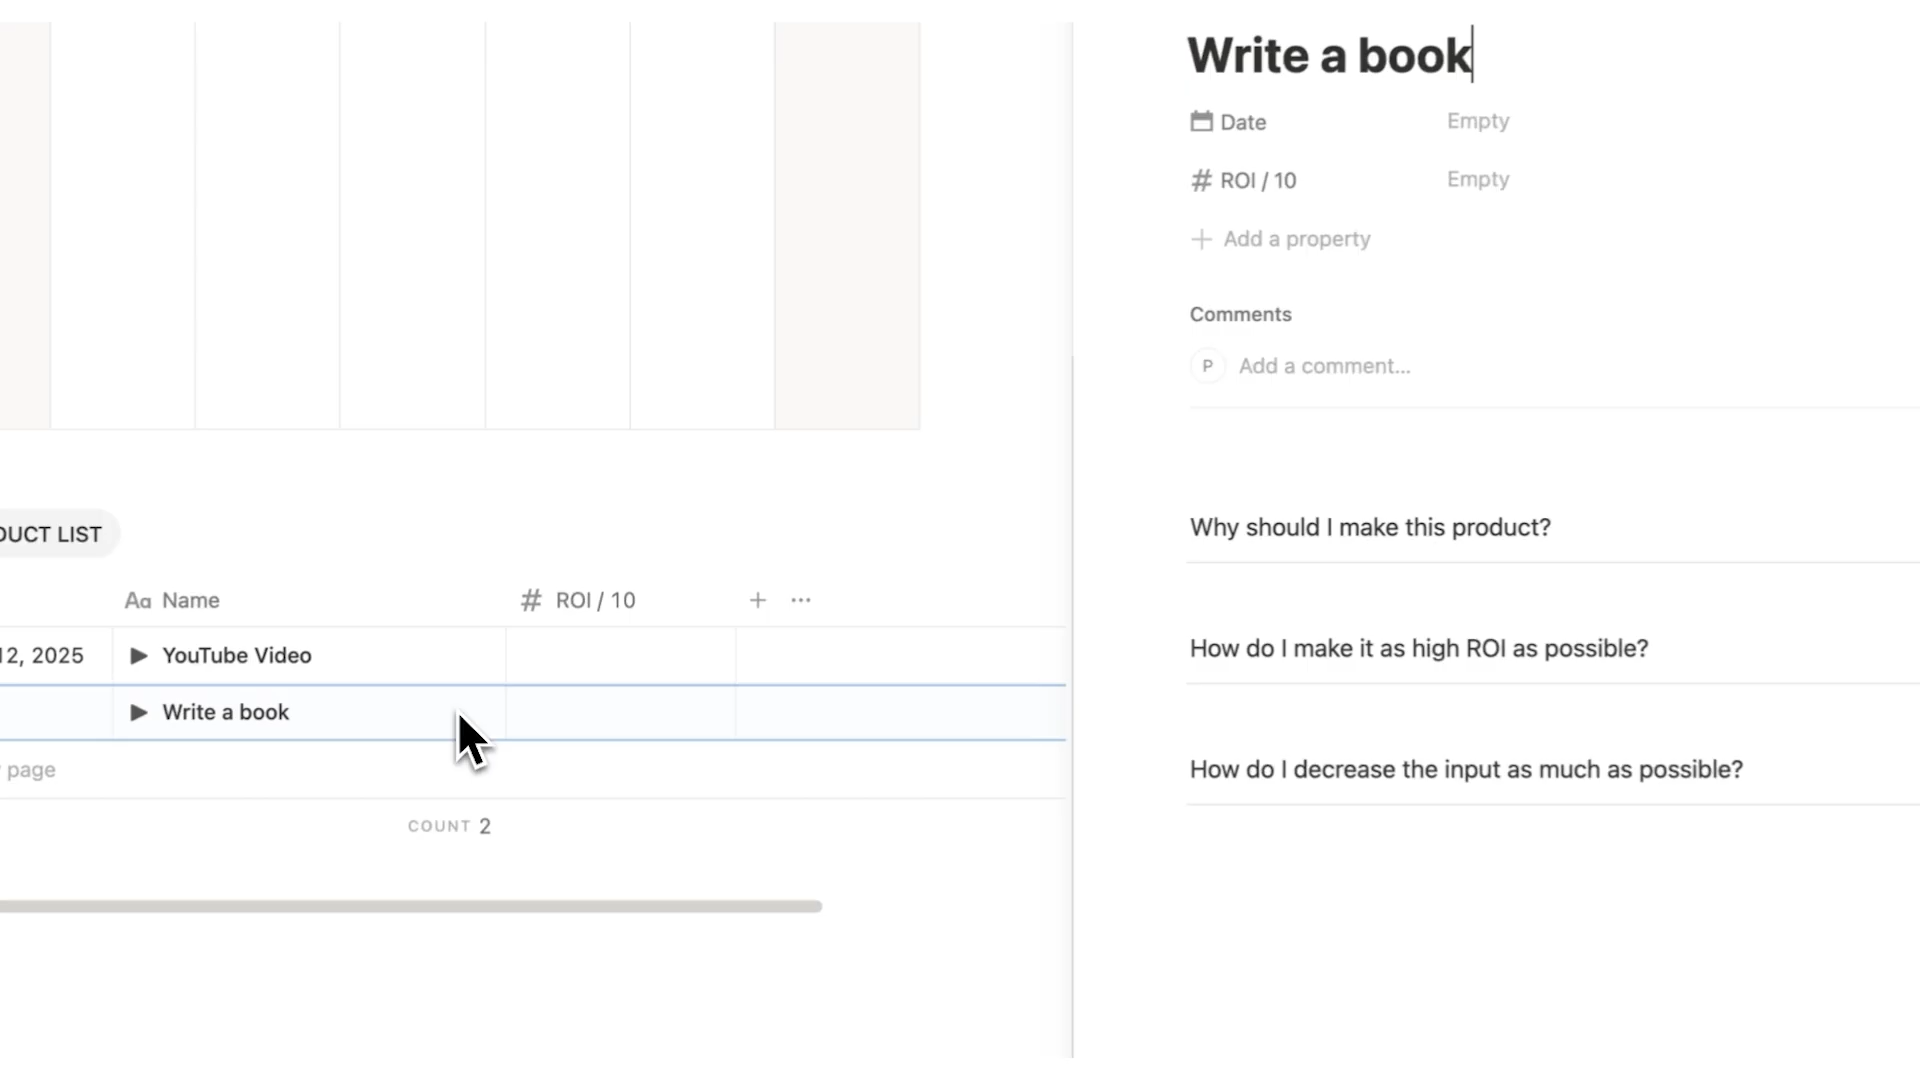 Write a book
Date Empty
# ROI / 10 Empty
+ Add a property
Comments
P Add a comment...
Why should I make this product?
How do I make it as high ROI as possible?
How do I decrease the input as much as possible?
DUCT LIST
Aa Name # ROI / 10 + ...
12, 2025 YouTube Video
Write a book
page
COUNT 2